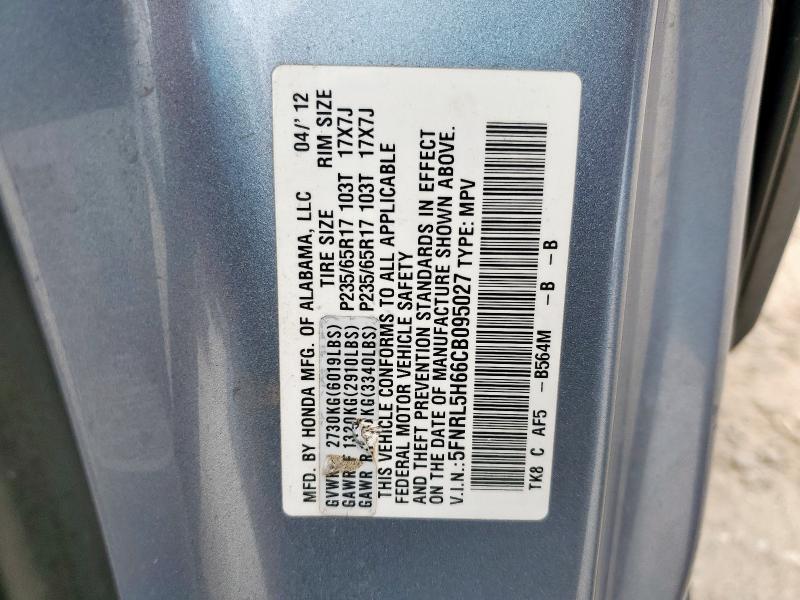 MFD. BY HONDA MFG. OF ALABAMA, LLC 04/'12
TIRE SIZE RIM SIZE
GVWR 2730KG(6019LBS)
GAWR F 1320KG(2910LBS) P235/65R17 103T 17X7J
GAWR R KG(3340LBS) P235/65R17 103T 17X7J
THIS VEHICLE CONFORMS TO ALL APPLICABLE
FEDERAL MOTOR VEHICLE SAFETY
AND THEFT PREVENTION STANDARDS IN EFFECT
ON THE DATE OF MANUFACTURE SHOWN ABOVE.
V.I.N.:5FNRL5H66CB095027 TYPE: MPV
TK8 C AF5 -B564M -B -B